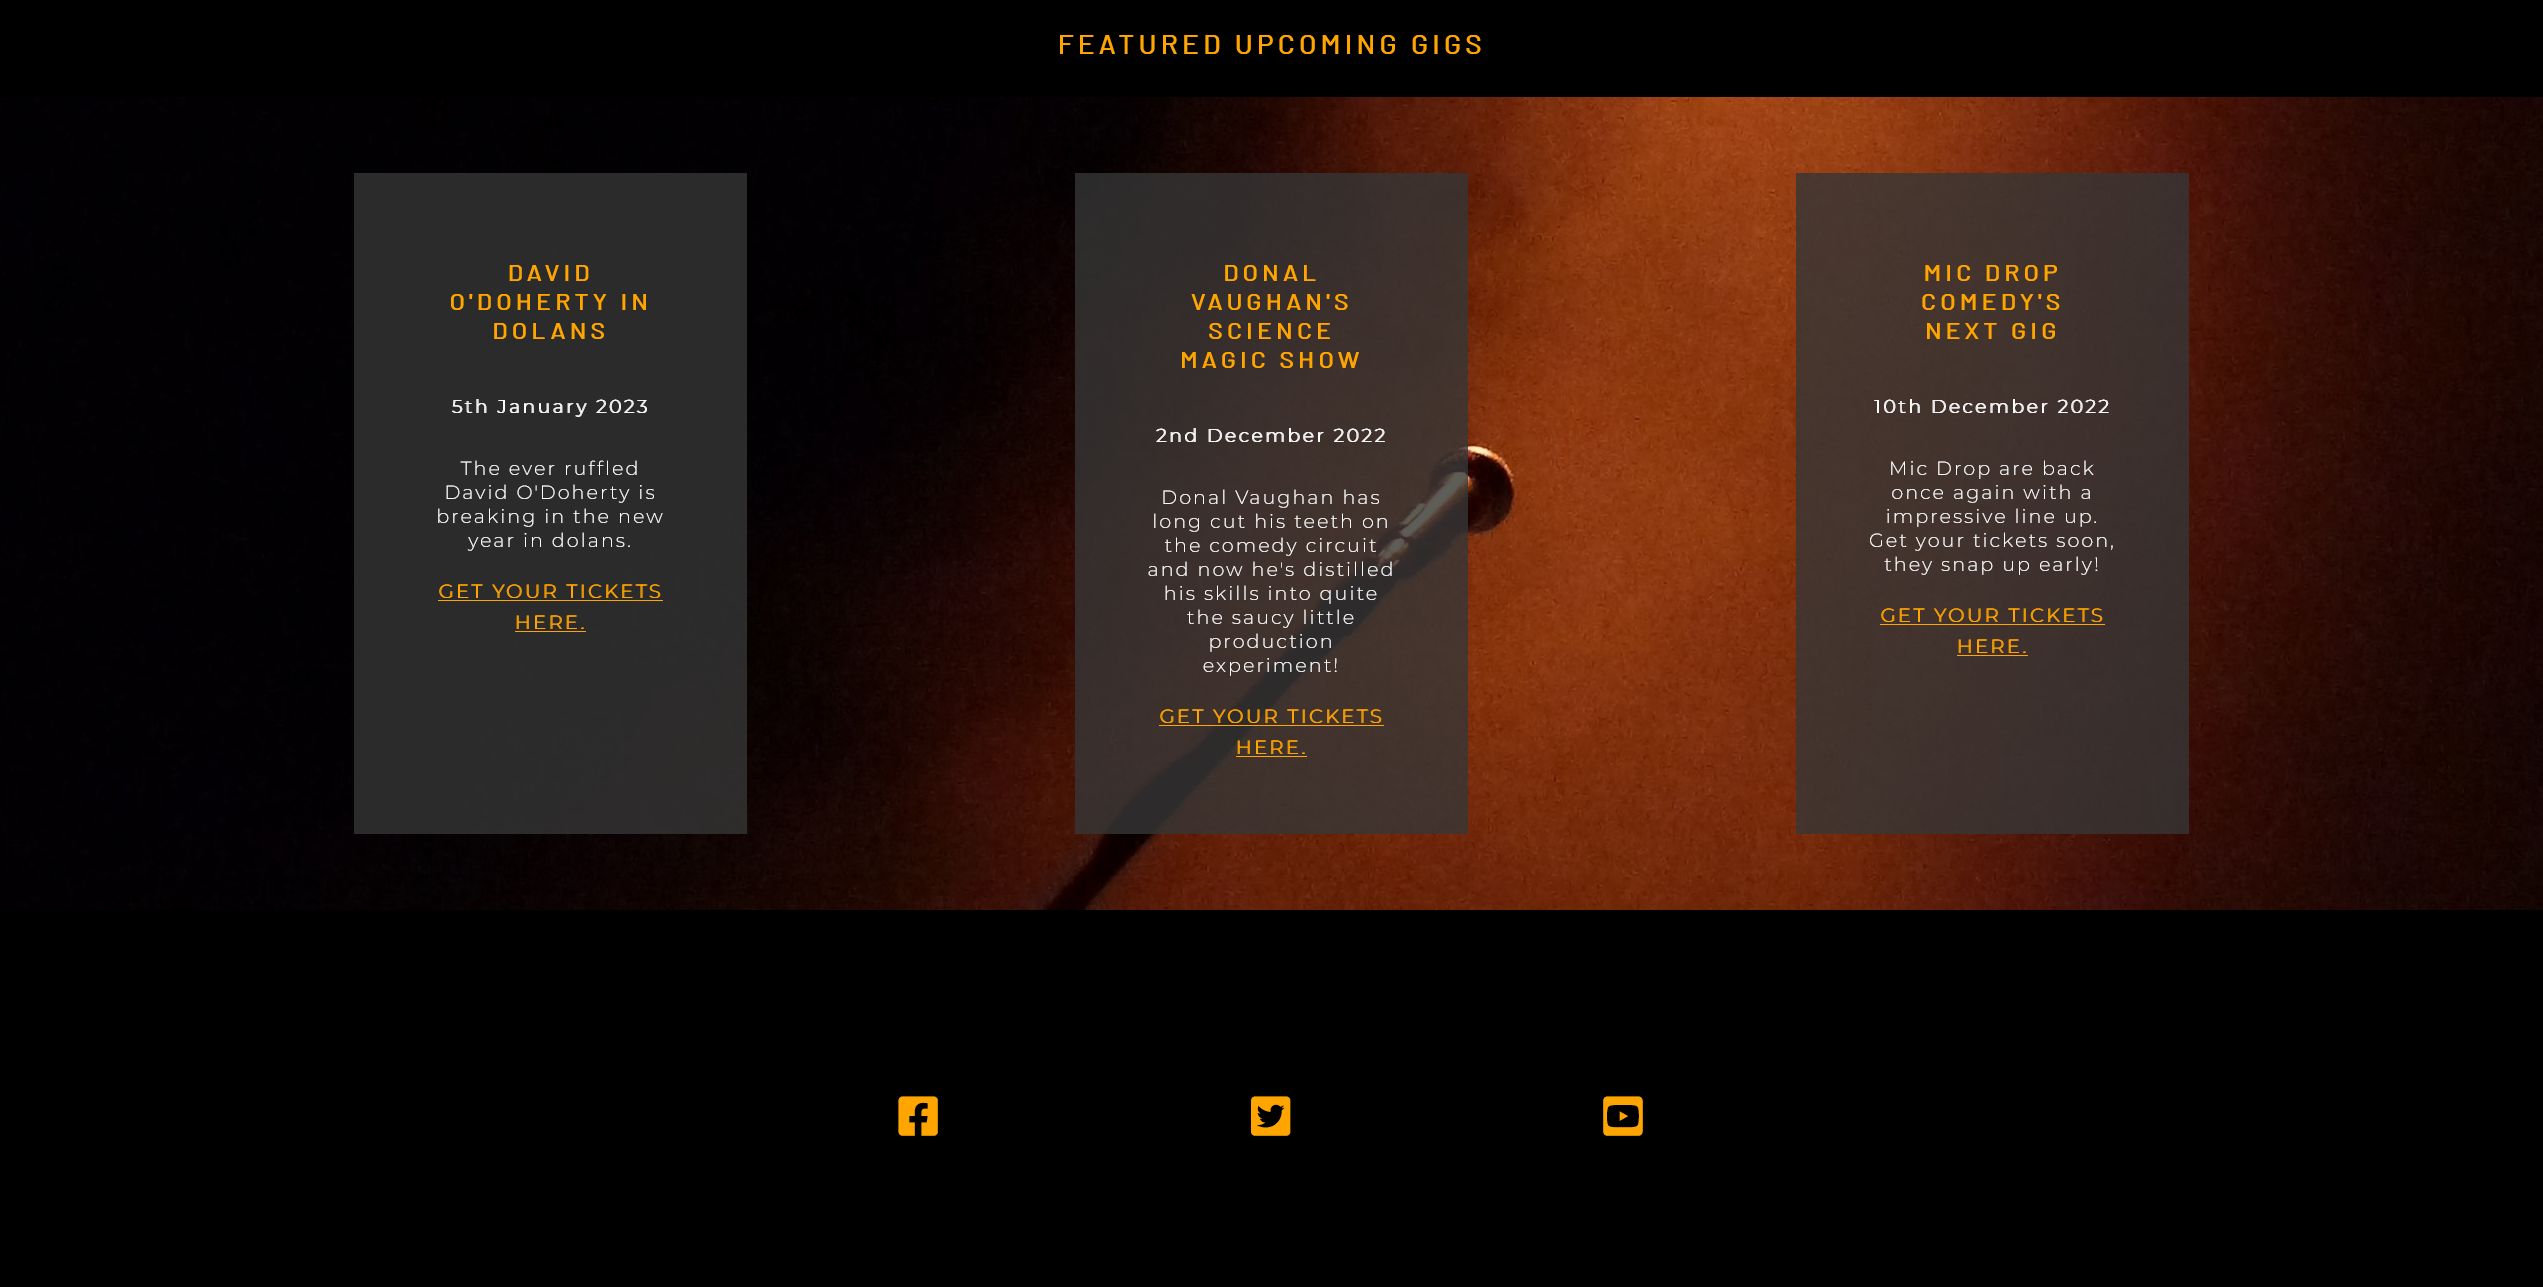 FEATURED UPCOMING GIGS
DAVID
O'DOHERTY IN
DOLANS
5th January 2023
The ever ruffled
David O'Doherty is
breaking in the new
year in dolans.
GET YOUR TICKETS
HERE.
DONAL
VAUGHAN'S
SCIENCE
MAGIC SHOW
2nd December 2022
Donal Vaughan has
long cut his teeth on
the comedy circuit
and now he's distilled
his skills into quite
the saucy little
production
experiment!
GET YOUR TICKETS
HERE.
MIC DROP
COMEDY'S
NEXT GIG
10th December 2022
Mic Drop are back
once again with a
impressive line up.
Get your tickets soon,
they snap up early!
GET YOUR TICKETS
HERE.